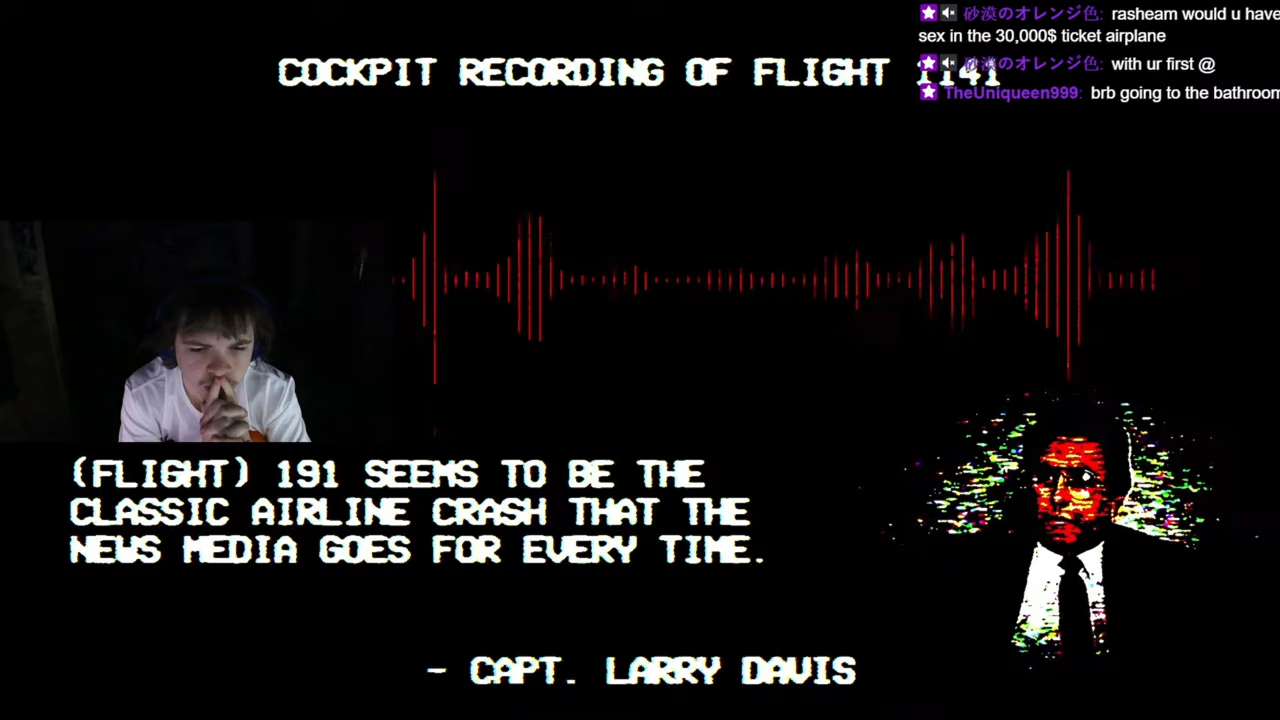 砂漠のオレンジ色: rasheam would u have
sex in the 30,000$ ticket airplane
砂漠のオレンジ色: with ur first @
TheUniqueen999: brb going to the bathroom
COCKPIT RECORDING OF FLIGHT 1141
(FLIGHT) 191 SEEMS TO BE THE
CLASSIC AIRLINE CRASH THAT THE
NEWS MEDIA GOES FOR EVERY TIME.
- CAPT. LARRY DAVIS